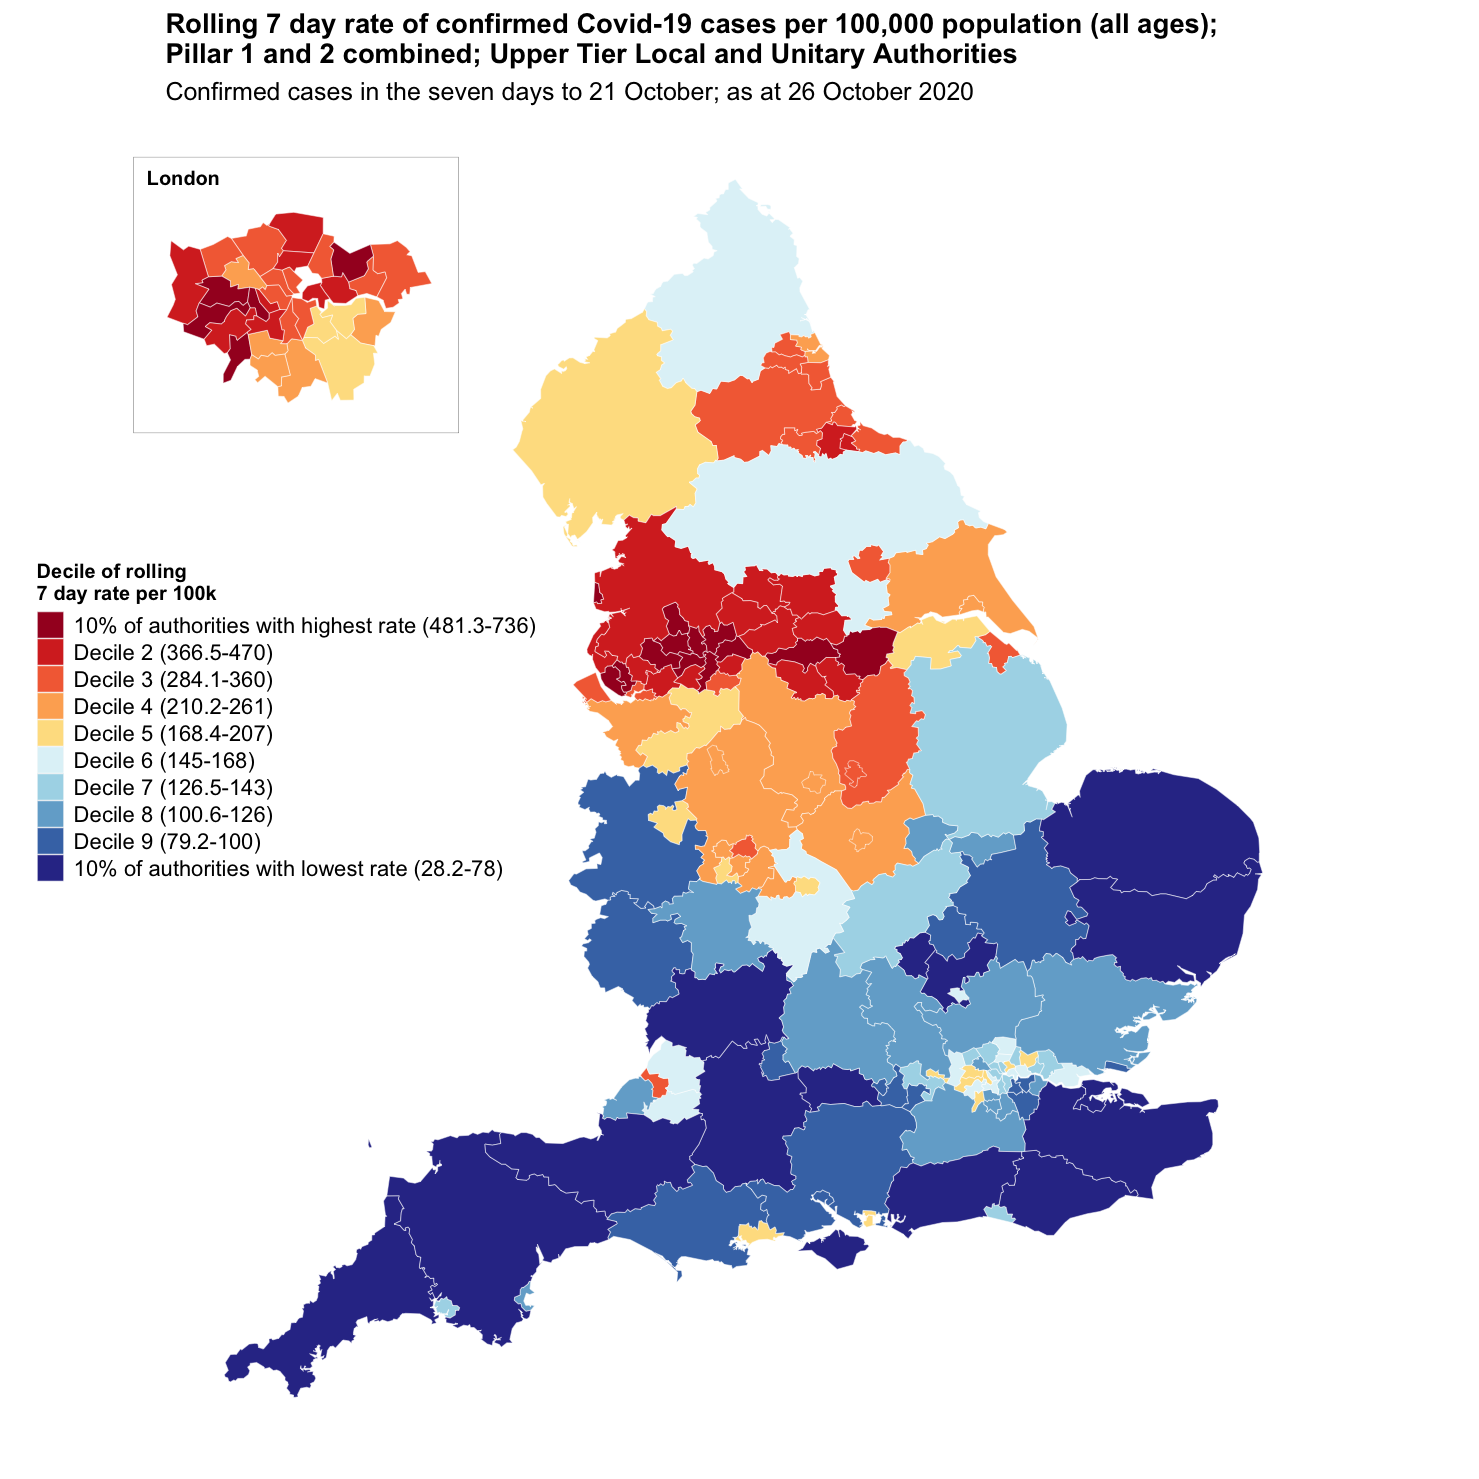 Rolling 7 day rate of confirmed Covid-19 cases per 100,000 population (all ages);
Pillar 1 and 2 combined; Upper Tier Local and Unitary Authorities
Confirmed cases in the seven days to 21 October; as at 26 October 2020
London
Decile of rolling
7 day rate per 100k
10% of authorities with highest rate (481.3-736)
Decile 2 (366.5-470)
Decile 3 (284.1-360)
Decile 4 (210.2-261)
Decile 5 (168.4-207)
Decile 6 (145-168)
Decile 7 (126.5-143)
Decile 8 (100.6-126)
Decile 9 (79.2-100)
10% of authorities with lowest rate (28.2-78)